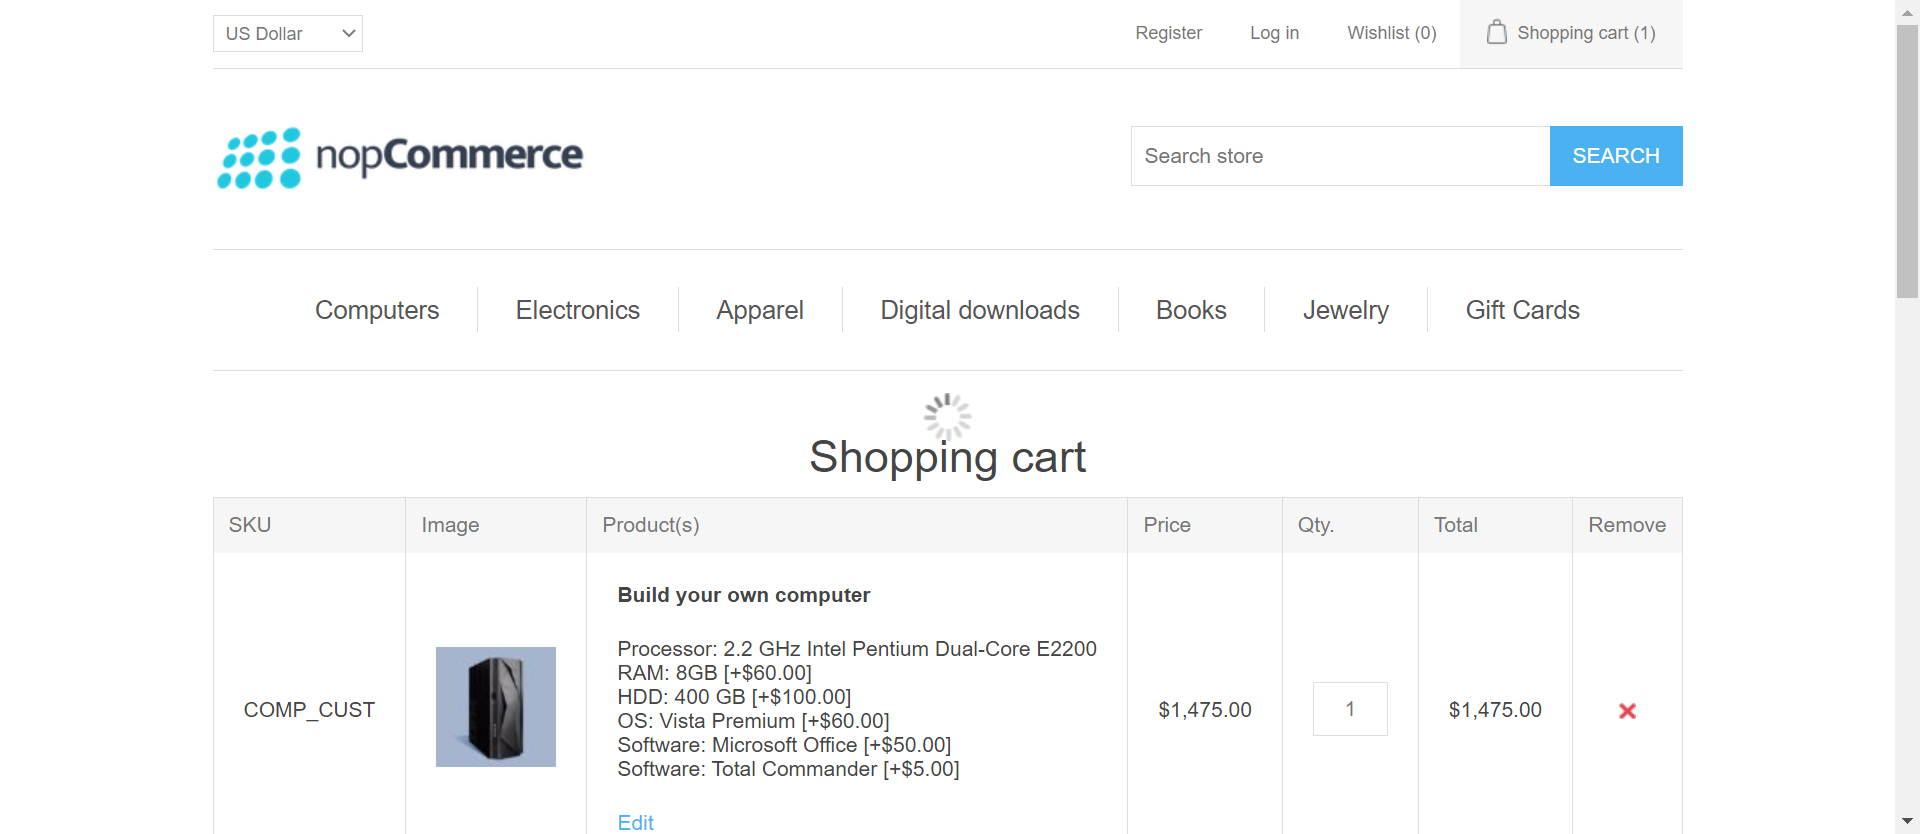 US Dollar
Register
Log in
Wishlist (0)
Shopping cart (1)
nopCommerce
Search store
SEARCH
Computers
Electronics
Apparel
Digital downloads
Books
Jewelry
Gift Cards
Shopping cart
SKU
Image
Product(s)
Price
Qty.
Total
Remove
COMP_CUST
Build your own computer
Processor: 2.2 GHz Intel Pentium Dual-Core E2200
RAM: 8GB [+$60.00]
HDD: 400 GB [+$100.00]
OS: Vista Premium [+$60.00]
Software: Microsoft Office [+$50.00]
Software: Total Commander [+$5.00]
Edit
$1,475.00
1
$1,475.00